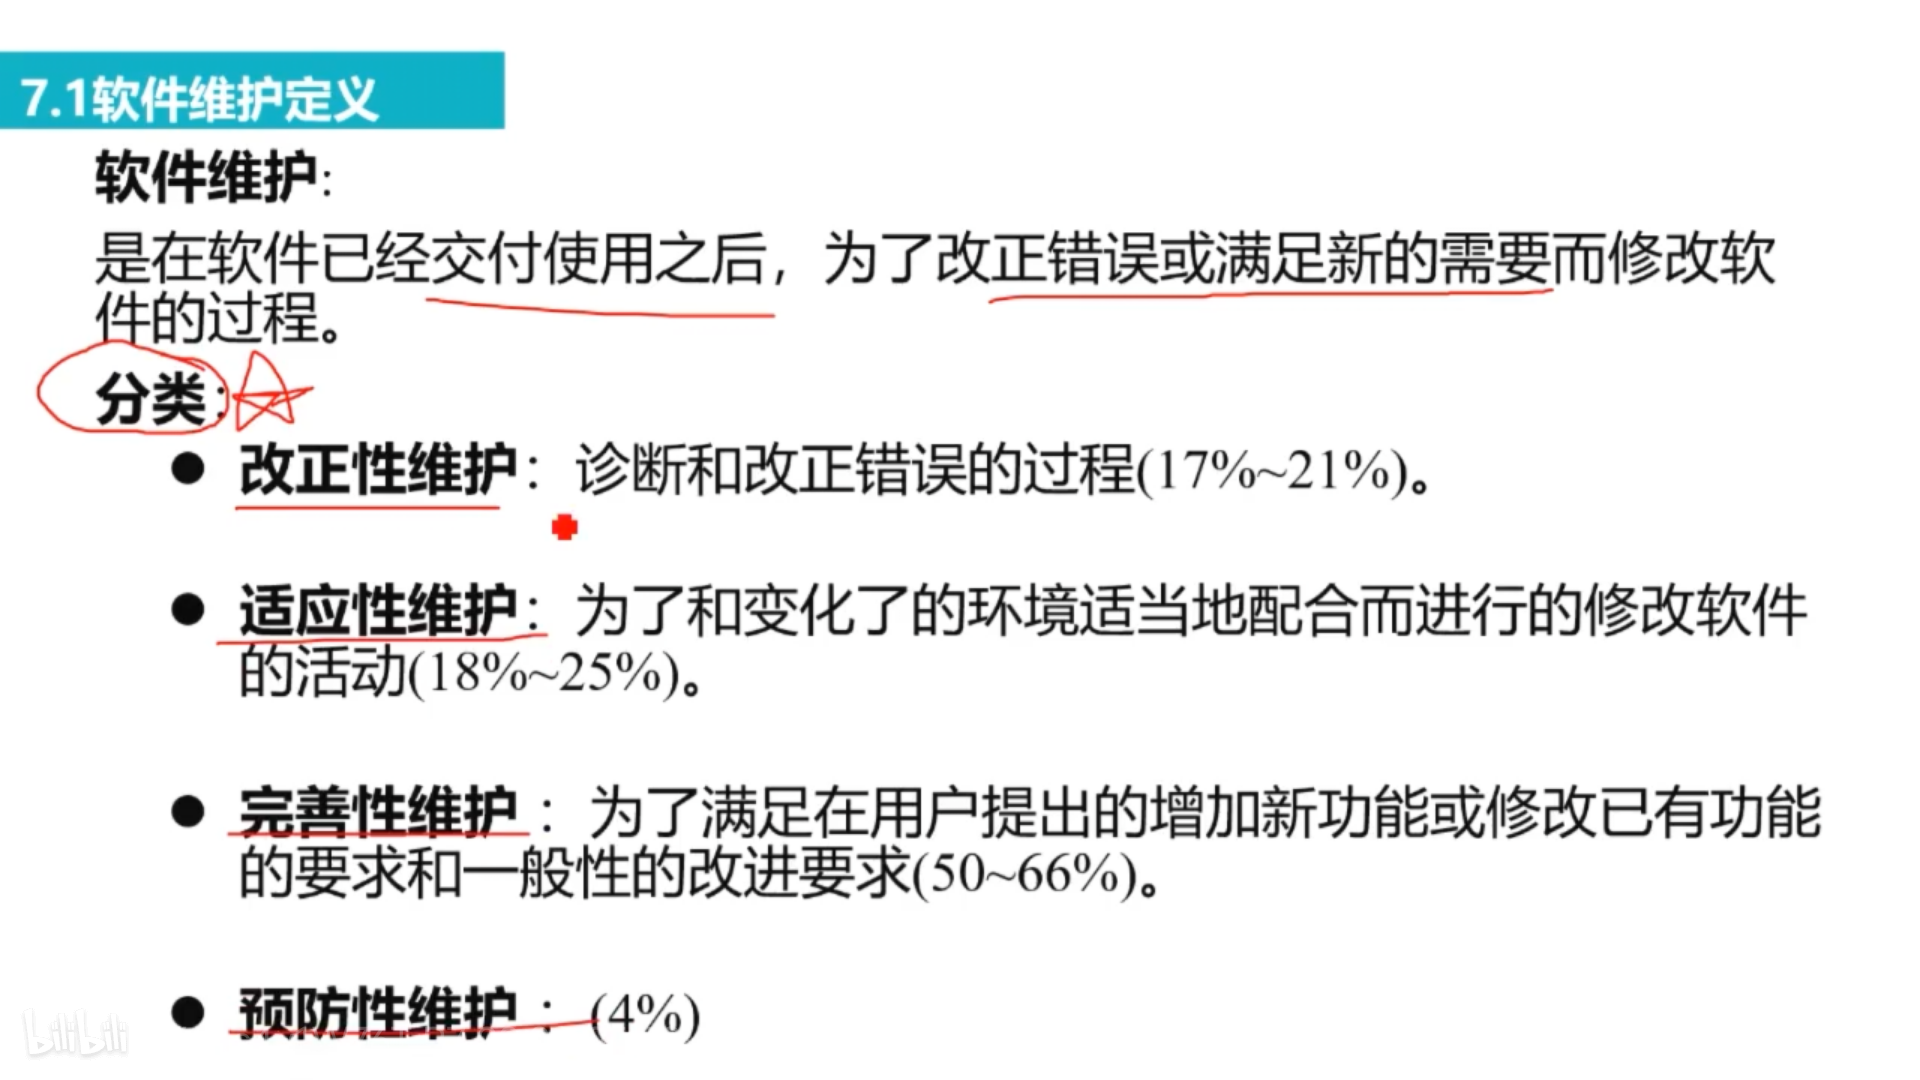 7.1软件维护定义
软件维护:
是在软件已经交付使用之后，为了改正错误或满足新的需要而修改软
件的过程。
分类:
● 改正性维护：诊断和改正错误的过程(17%~21%)。
● 适应性维护：为了和变化了的环境适当地配合而进行的修改软件
的活动(18%~25%)。
● 完善性维护：为了满足在用户提出的增加新功能或修改已有功能
的要求和一般性的改进要求(50~66%)。
● 预防性维护：(4%)
bilibili